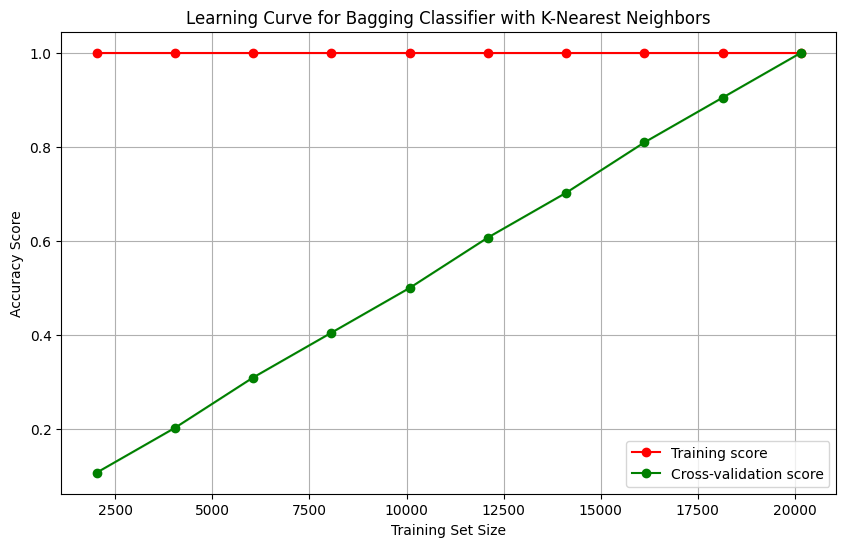 Learning Curve for Bagging Classifier with K-Nearest Neighbors
1.0
0.8
0.6
0.4
0.2
Accuracy Score
Training score
Cross-validation score
2500 5000 7500 10000 12500 15000 17500 20000
Training Set Size